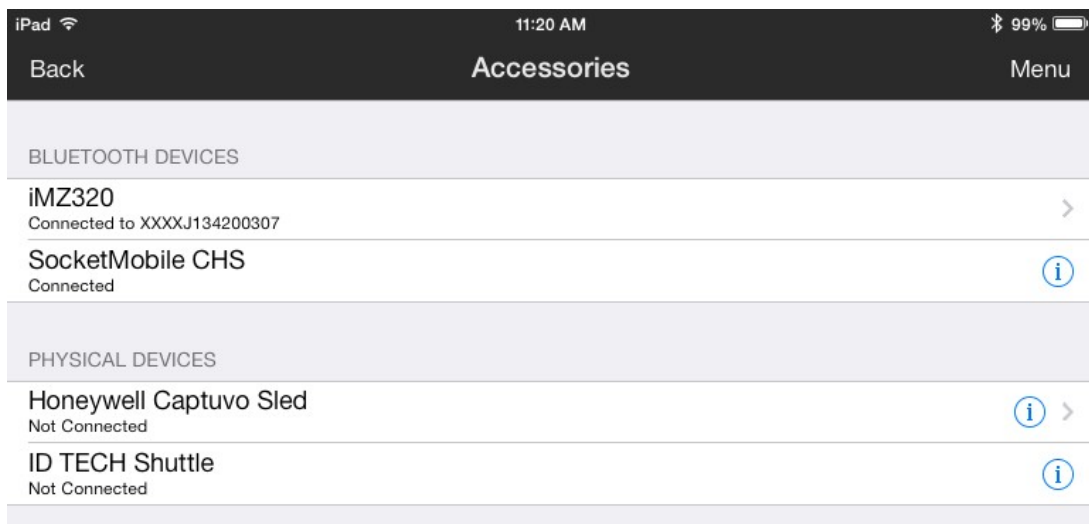 iPad 11:20 AM 99%
Back Accessories Menu
BLUETOOTH DEVICES
iMZ320
Connected to XXXXJ134200307
SocketMobile CHS
Connected
i
PHYSICAL DEVICES
Honeywell Captuvo Sled
Not Connected
i
ID TECH Shuttle
Not Connected
i